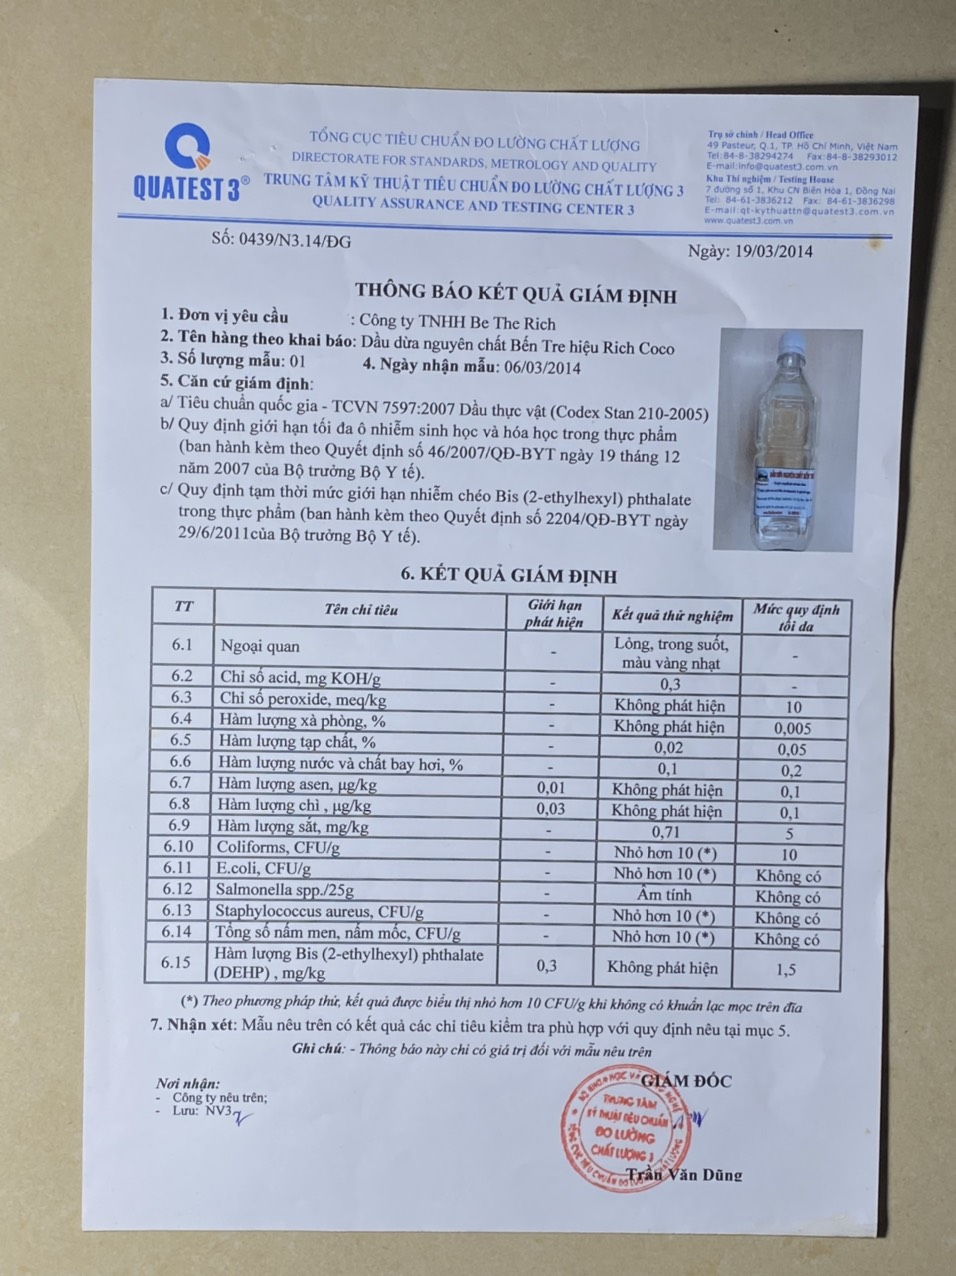 QUATEST 3®
TỔNG CỤC TIÊU CHUẨN ĐO LƯỜNG CHẤT LƯỢNG
DIRECTORATE FOR STANDARDS, METROLOGY AND QUALITY
TRUNG TÂM KỸ THUẬT TIÊU CHUẨN ĐO LƯỜNG CHẤT LƯỢNG 3
QUALITY ASSURANCE AND TESTING CENTER 3
Trụ sở chính / Head Office
49 Pasteur, Q.1, TP. Hồ Chí Minh, Việt Nam
Tel:84-8-38294274 Fax:84-8-38293012
E-mail:info@quatest3.com.vn
Khu Thí nghiệm / Testing House
7 đường số 1, Khu CN Biên Hòa 1, Đồng Nai
Tel: 84-61-3836212 Fax: 84-61-3836298
E-mail:qt-kythuattn@quatest3.com.vn
www.quatest3.com.vn
Số: 0439/N3.14/ĐG
Ngày: 19/03/2014
THÔNG BÁO KẾT QUẢ GIÁM ĐỊNH
1. Đơn vị yêu cầu : Công ty TNHH Be The Rich
2. Tên hàng theo khai báo: Dầu dừa nguyên chất Bến Tre hiệu Rich Coco
3. Số lượng mẫu: 01 4. Ngày nhận mẫu: 06/03/2014
5. Căn cứ giám định:
a/ Tiêu chuẩn quốc gia - TCVN 7597:2007 Dầu thực vật (Codex Stan 210-2005)
b/ Quy định giới hạn tối đa ô nhiễm sinh học và hóa học trong thực phẩm
(ban hành kèm theo Quyết định số 46/2007/QĐ-BYT ngày 19 tháng 12
năm 2007 của Bộ trưởng Bộ Y tế).
c/ Quy định tạm thời mức giới hạn nhiễm chéo Bis (2-ethylhexyl) phthalate
trong thực phẩm (ban hành kèm theo Quyết định số 2204/QĐ-BYT ngày
29/6/2011của Bộ trưởng Bộ Y tế).
6. KẾT QUẢ GIÁM ĐỊNH
TT Tên chỉ tiêu Giới hạn phát hiện Kết quả thử nghiệm Mức quy định tối đa
6.1 Ngoại quan - Lỏng, trong suốt, màu vàng nhạt -
6.2 Chỉ số acid, mg KOH/g - 0,3 -
6.3 Chỉ số peroxide, meq/kg - Không phát hiện 10
6.4 Hàm lượng xà phòng, % - Không phát hiện 0,005
6.5 Hàm lượng tạp chất, % - 0,02 0,05
6.6 Hàm lượng nước và chất bay hơi, % - 0,1 0,2
6.7 Hàm lượng asen, µg/kg 0,01 Không phát hiện 0,1
6.8 Hàm lượng chì , µg/kg 0,03 Không phát hiện 0,1
6.9 Hàm lượng sắt, mg/kg - 0,71 5
6.10 Coliforms, CFU/g - Nhỏ hơn 10 (*) 10
6.11 E.coli, CFU/g - Nhỏ hơn 10 (*) Không có
6.12 Salmonella spp./25g - Âm tính Không có
6.13 Staphylococcus aureus, CFU/g - Nhỏ hơn 10 (*) Không có
6.14 Tổng số nấm men, nấm mốc, CFU/g - Nhỏ hơn 10 (*) Không có
6.15 Hàm lượng Bis (2-ethylhexyl) phthalate (DEHP) , mg/kg 0,3 Không phát hiện 1,5
(*) Theo phương pháp thử, kết quả được biểu thị nhỏ hơn 10 CFU/g khi không có khuẩn lạc mọc trên đĩa
7. Nhận xét: Mẫu nêu trên có kết quả các chỉ tiêu kiểm tra phù hợp với quy định nêu tại mục 5.
Ghi chú: - Thông báo này chỉ có giá trị đối với mẫu nêu trên
Nơi nhận:
- Công ty nêu trên;
- Lưu: NV3
GIÁM ĐỐC
TRUNG TÂM
KỸ THUẬT TIÊU CHUẨN
ĐO LƯỜNG
CHẤT LƯỢNG 3
Trần Văn Dũng